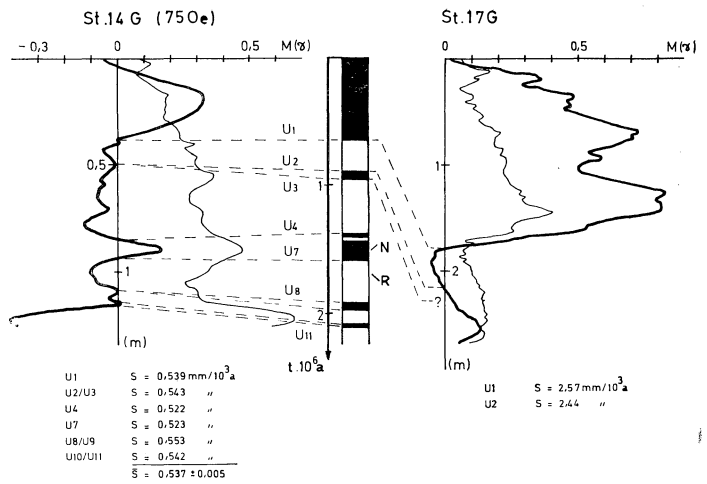 St.14 G (75Oe)
St.17G
- 0,3 0 0,5 M(γ)
0 0,5 M(γ)
U1
0,5
U2
U3
1
1
U4
U7
N
R
1
2
U8
?
2
U11
(m)
t.10⁶a
(m)
U1 S = 0,539 mm/10³a
U2/U3 S = 0,543 〃
U4 S = 0,522 〃
U7 S = 0,523 〃
U8/U9 S = 0,553 〃
U10/U11 S = 0,542 〃
S̄ = 0,537 ± 0,005
U1 S = 2,57mm/10³a
U2 S = 2,44 〃